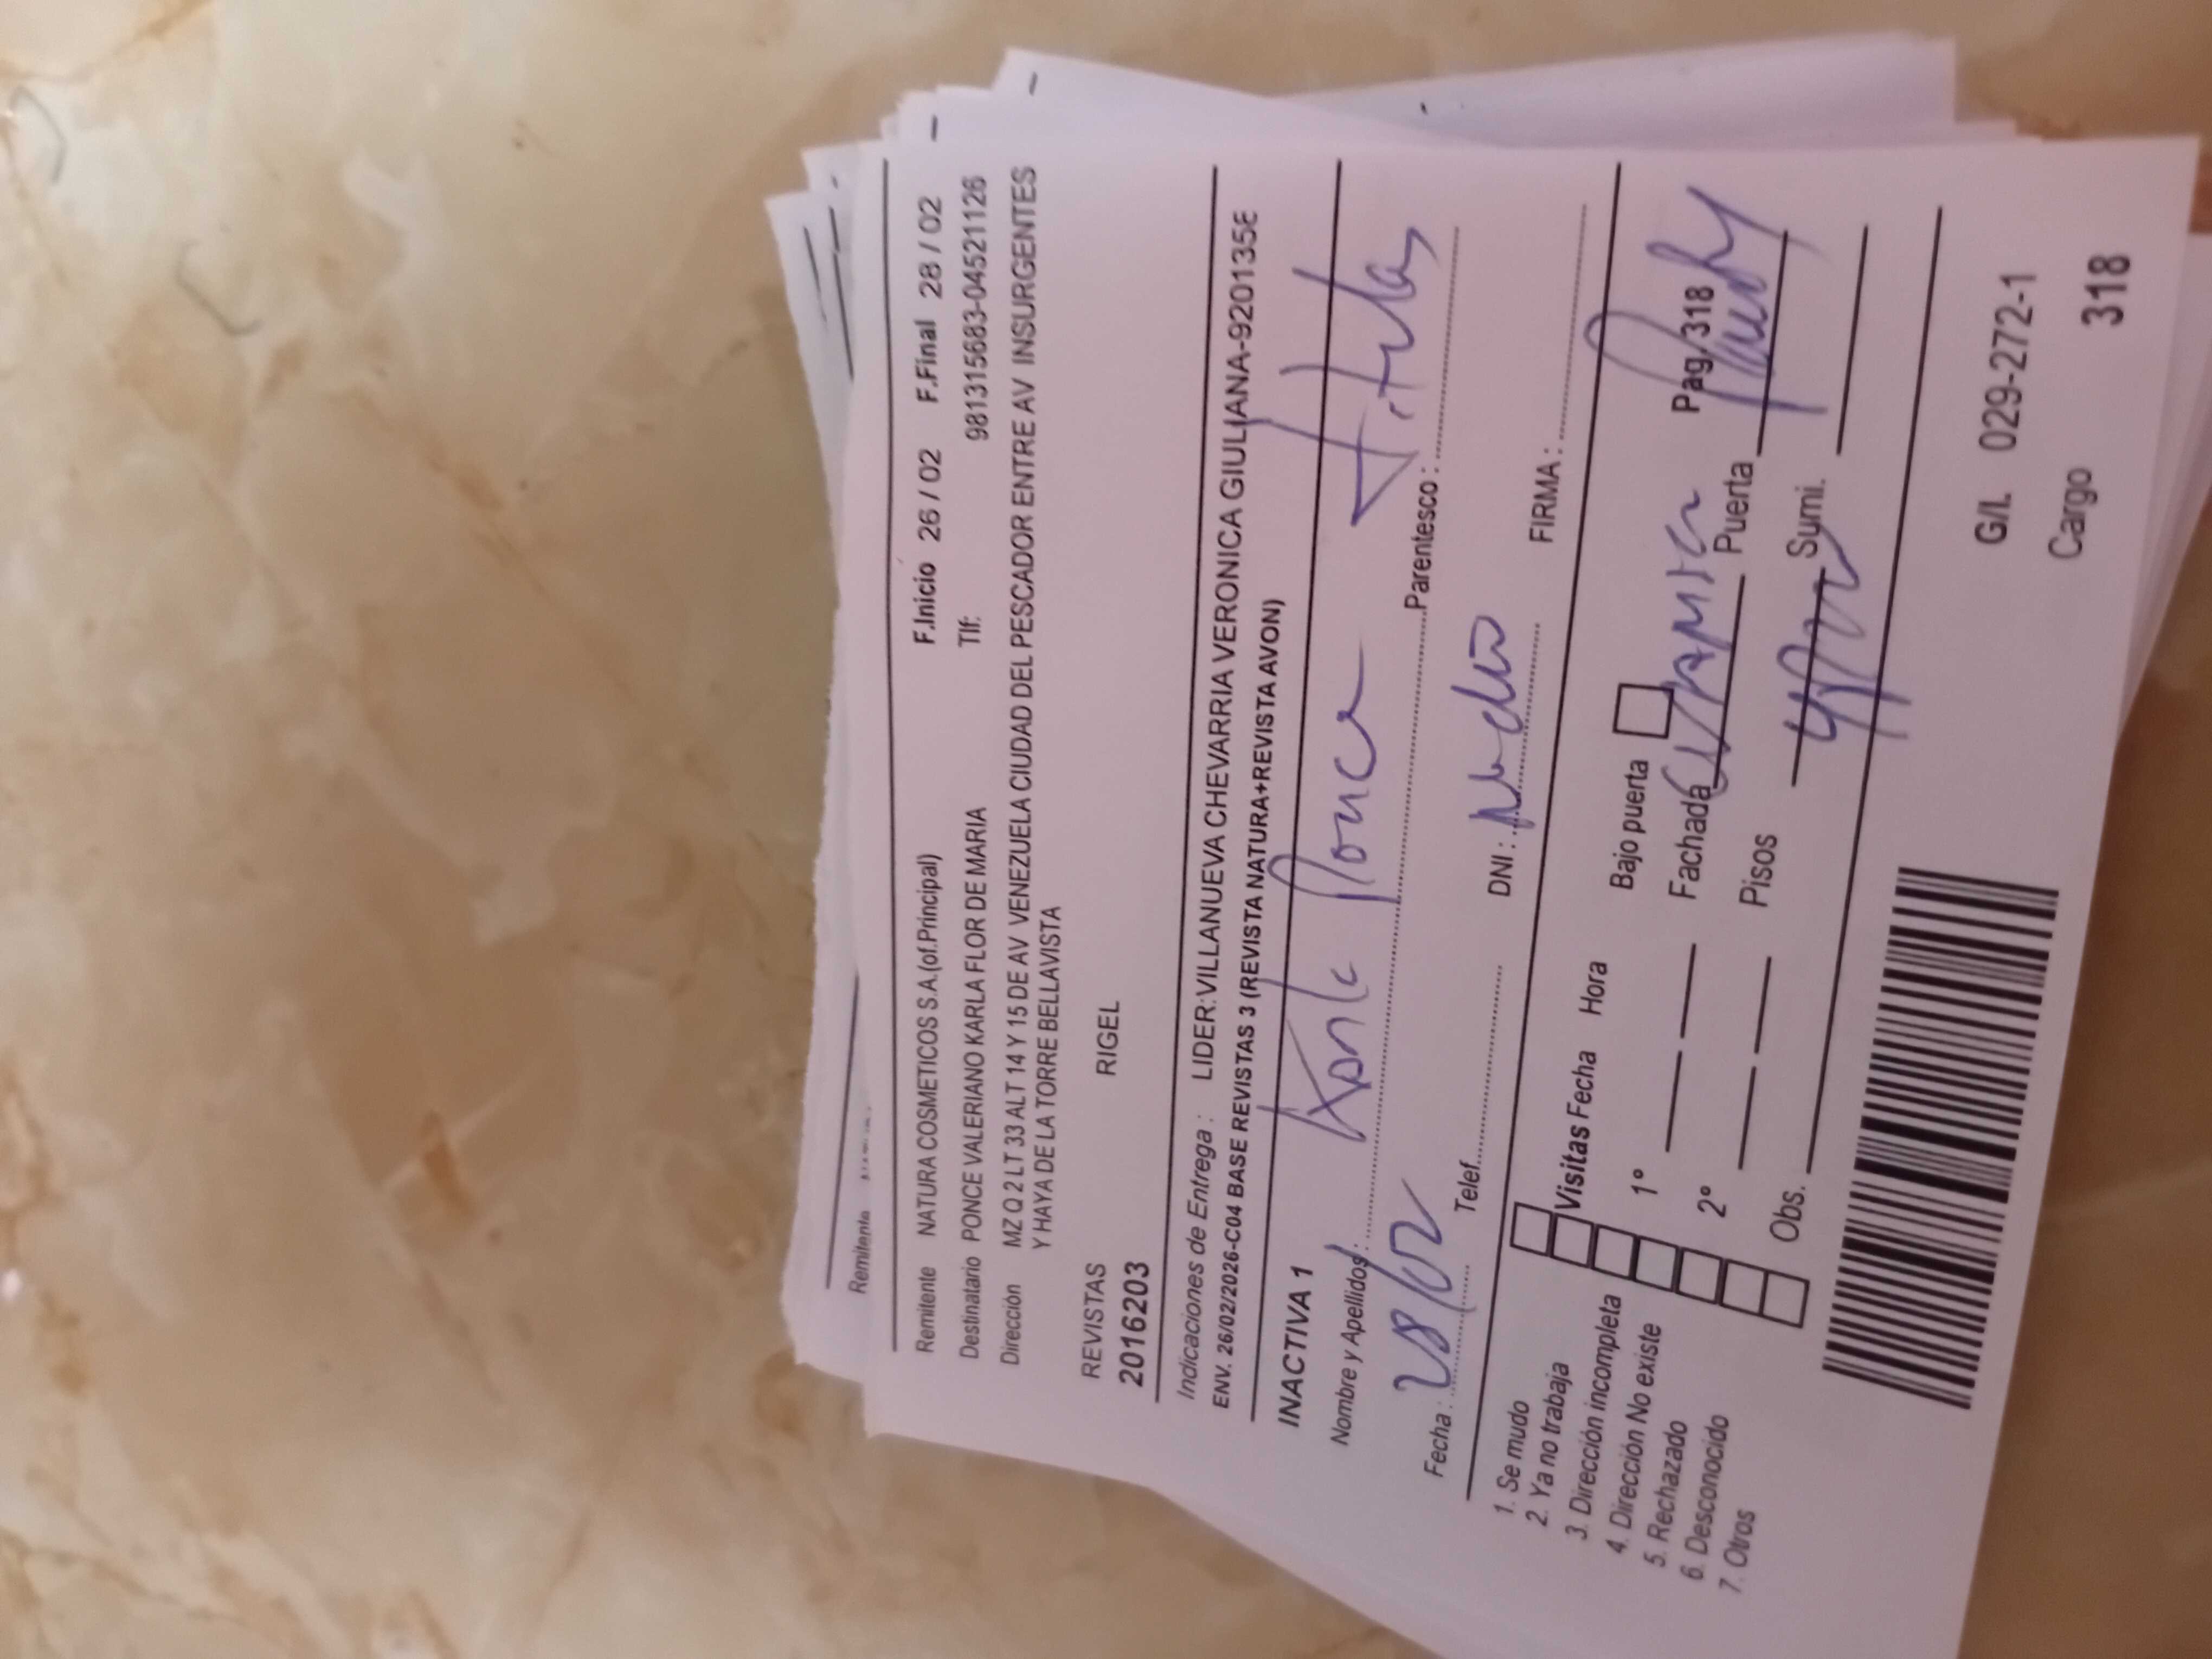 Remitente
Remitente NATURA COSMETICOS S.A.(of.Principal) F.Inicio 26 / 02 F.Final 28 / 02
Destinatario PONCE VALERIANO KARLA FLOR DE MARIA Tlf: 981315683-04521126
Dirección MZ Q 2 LT 33 ALT 14 Y 15 DE AV VENEZUELA CIUDAD DEL PESCADOR ENTRE AV INSURGENTES
Y HAYA DE LA TORRE BELLAVISTA
REVISTAS RIGEL
2016203
Indicaciones de Entrega : LIDER:VILLANUEVA CHEVARRIA VERONICA GIULIANA-9201358
ENV. 26/02/2026-C04 BASE REVISTAS 3 (REVISTA NATURA+REVISTA AVON)
INACTIVA 1
Nombre y Apellidos : Karla Ponce Titular
Fecha : 28/02 Parentesco :
Telef. DNI : FIRMA :
1. Se mudo
2. Ya no trabaja
3. Dirección incompleta
4. Dirección No existe
5. Rechazado
6. Desconocido
7. Otros
Visitas Fecha Hora Bajo puerta Pag. 318
1° Fachada Puerta
2° Pisos Sumi.
Obs.
G/L 029-272-1
Cargo 318